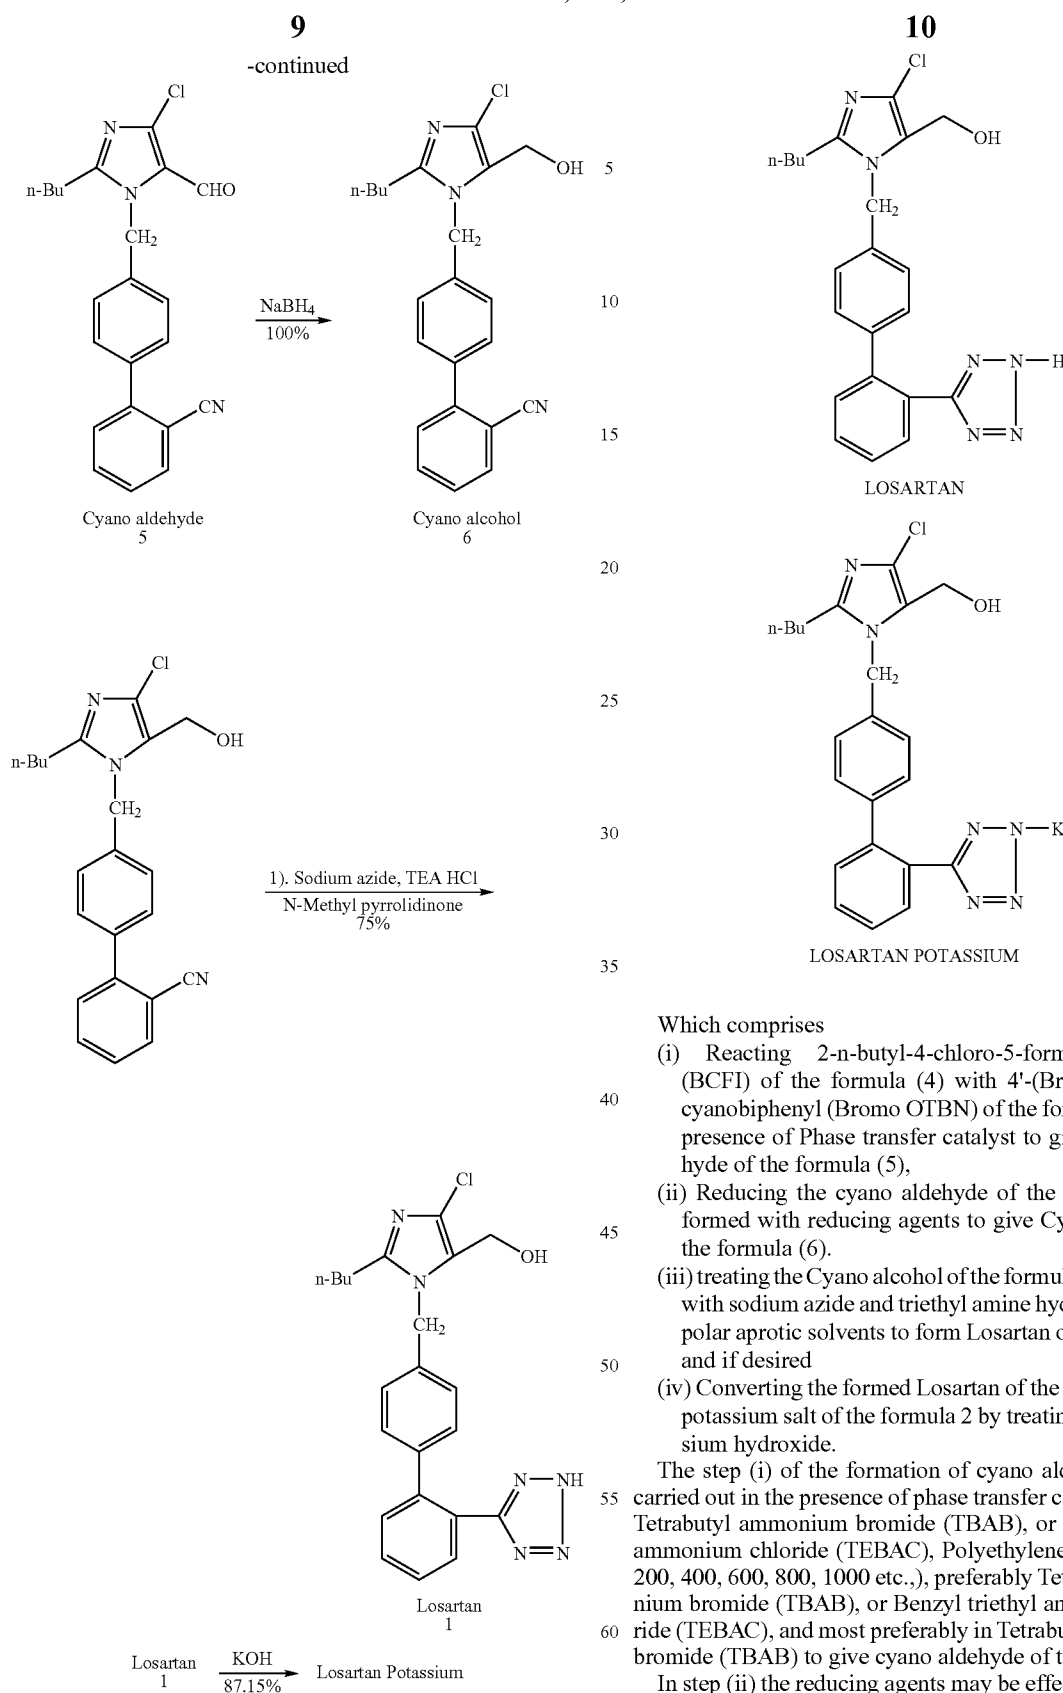 9
-continued
Cl
N
n-Bu
N
CHO
CH2
CN
Cyano aldehyde
5
NaBH4
100%
Cl
N
OH
n-Bu
N
CH2
CN
Cyano alcohol
6
Cl
N
OH
n-Bu
N
CH2
CN
1). Sodium azide, TEA HCl
N-Methyl pyrrolidinone
75%
Cl
N
OH
n-Bu
N
CH2
N
NH
N=N
Losartan
1
Losartan
1
KOH
87.15%
Losartan Potassium
5
10
15
20
25
30
35
40
45
50
55
60
10
Cl
N
OH
n-Bu
N
CH2
N—N—H
N=N
LOSARTAN
Cl
N
OH
n-Bu
N
CH2
N—N—K
N=N
LOSARTAN POTASSIUM
Which comprises
(i) Reacting 2-n-butyl-4-chloro-5-form
(BCFI) of the formula (4) with 4'-(Br
cyanobiphenyl (Bromo OTBN) of the fo
presence of Phase transfer catalyst to gi
hyde of the formula (5),
(ii) Reducing the cyano aldehyde of the
formed with reducing agents to give Cy
the formula (6).
(iii) treating the Cyano alcohol of the formul
with sodium azide and triethyl amine hyd
polar aprotic solvents to form Losartan o
and if desired
(iv) Converting the formed Losartan of the
potassium salt of the formula 2 by treatin
sium hydroxide.
The step (i) of the formation of cyano ald
carried out in the presence of phase transfer c
Tetrabutyl ammonium bromide (TBAB), or
ammonium chloride (TEBAC), Polyethylene
200, 400, 600, 800, 1000 etc.,), preferably Tet
nium bromide (TBAB), or Benzyl triethyl am
ride (TEBAC), and most preferably in Tetrabu
bromide (TBAB) to give cyano aldehyde of t
In step (ii) the reducing agents may be effe